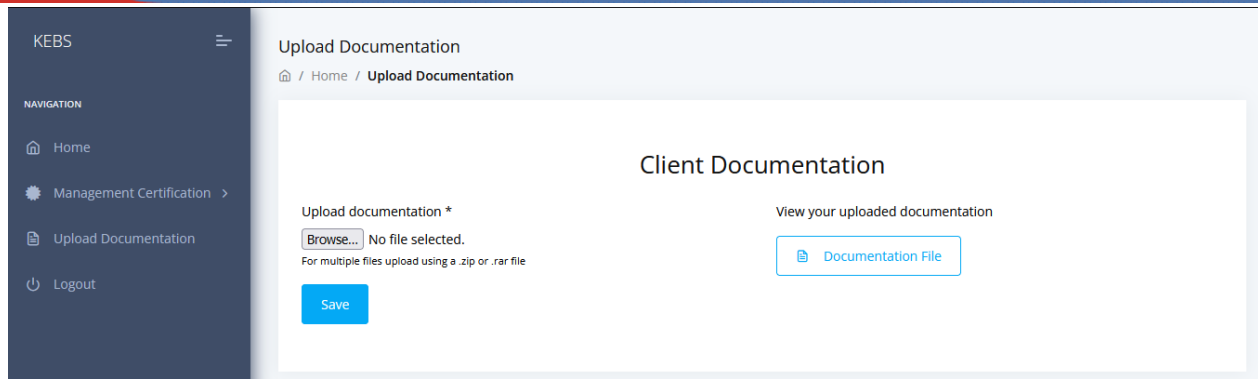 KEBS
NAVIGATION
Home
Management Certification
Upload Documentation
Logout
Upload Documentation
/ Home / Upload Documentation
Client Documentation
Upload documentation *
Browse... No file selected.
For multiple files upload using a .zip or .rar file
Save
View your uploaded documentation
Documentation File